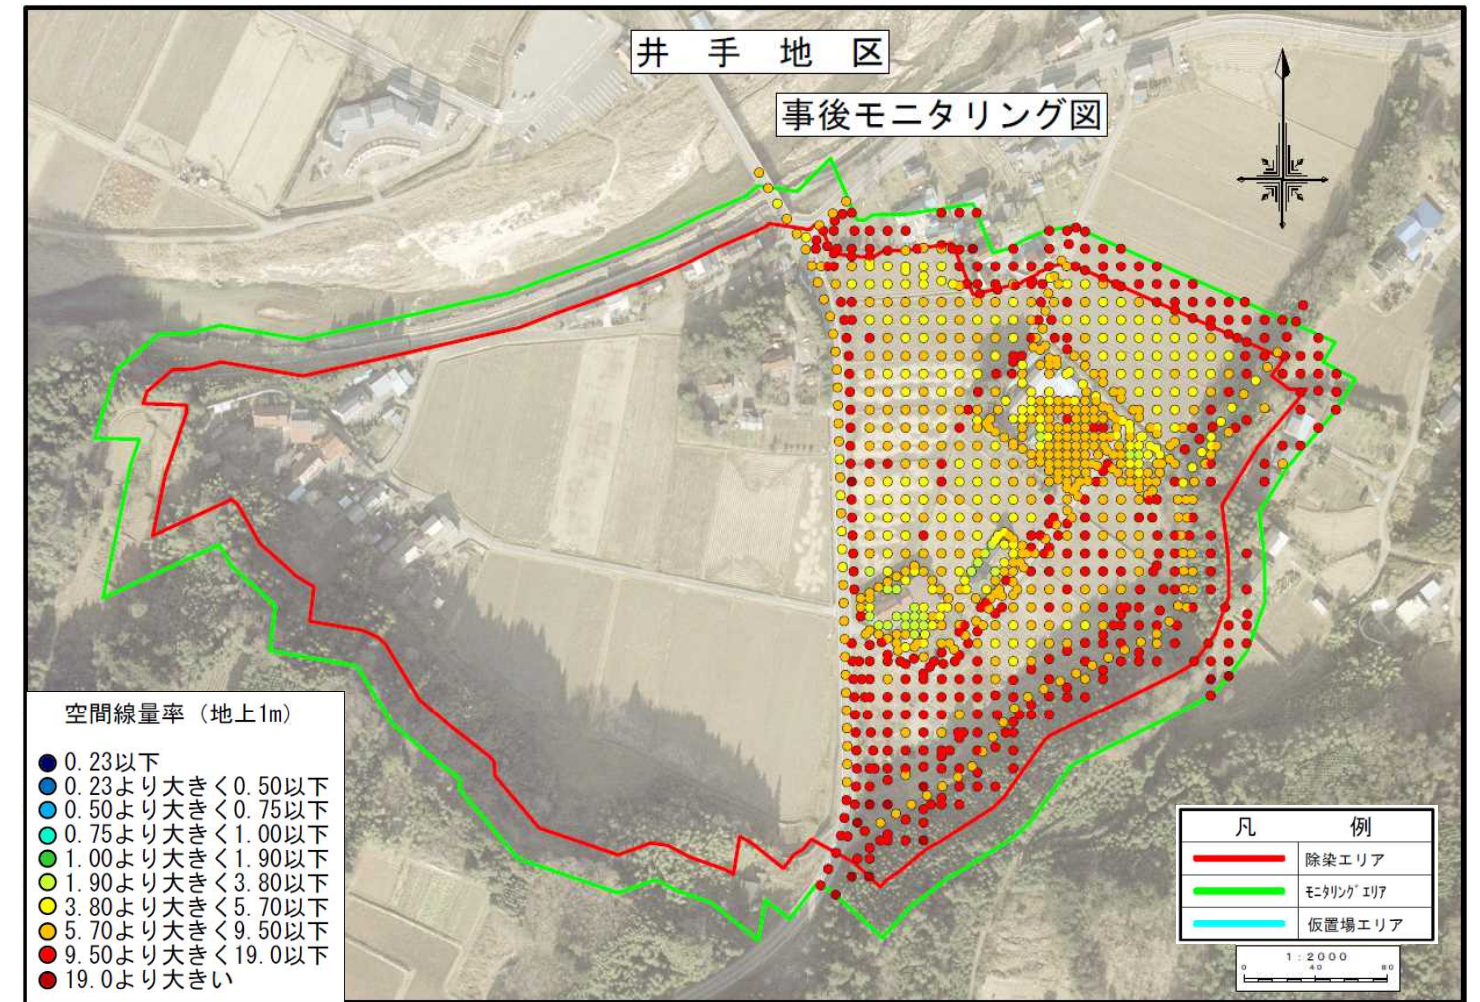 井手地区
事後モニタリング図
空間線量率（地上1m）
0.23以下
0.23より大きく0.50以下
0.50より大きく0.75以下
0.75より大きく1.00以下
1.00より大きく1.90以下
1.90より大きく3.80以下
3.80より大きく5.70以下
5.70より大きく9.50以下
9.50より大きく19.0以下
19.0より大きい
凡例
除染エリア
ﾓﾆﾀﾘﾝｸﾞｴﾘｱ
仮置場エリア
1:2000
0 40 80